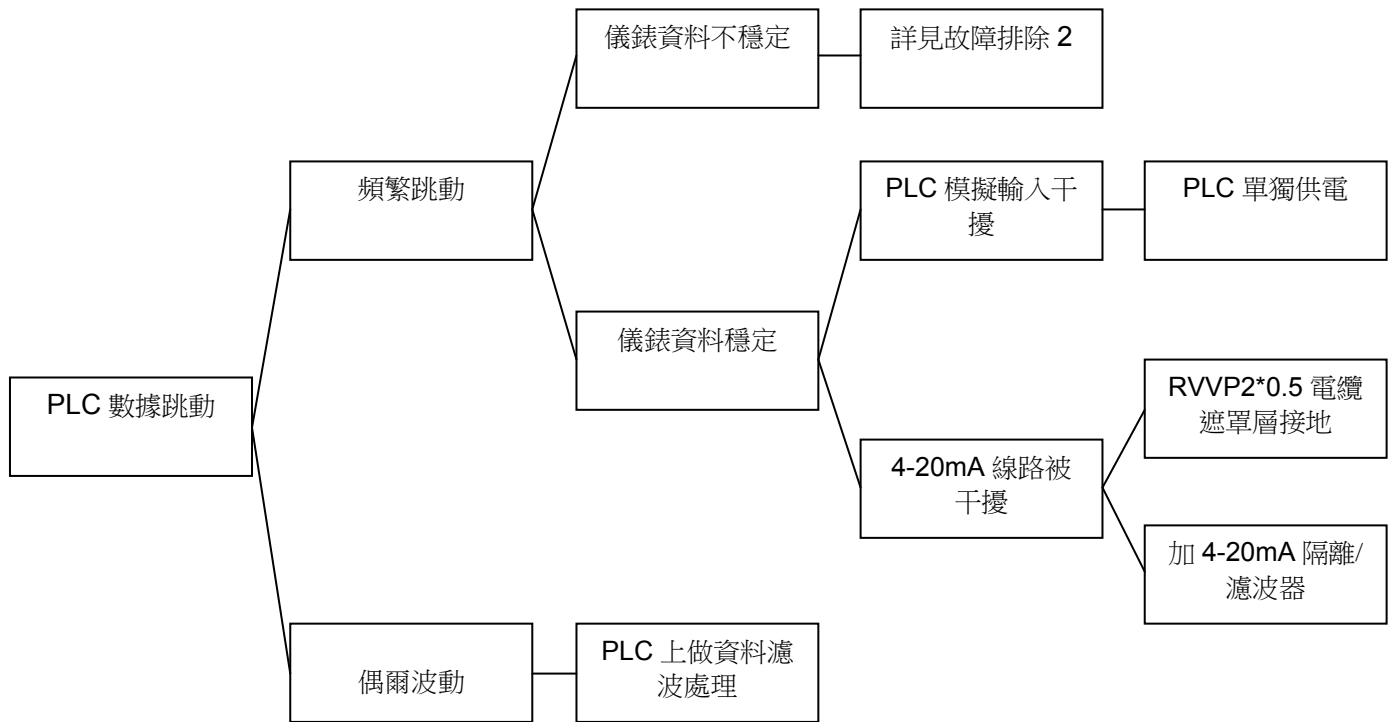 儀錶資料不穩定
詳見故障排除 2
頻繁跳動
PLC 模擬輸入干
擾
PLC 單獨供電
儀錶資料穩定
PLC 數據跳動
RVVP2*0.5 電纜
遮罩層接地
4-20mA 線路被
干擾
加 4-20mA 隔離/
濾波器
偶爾波動
PLC 上做資料濾
波處理